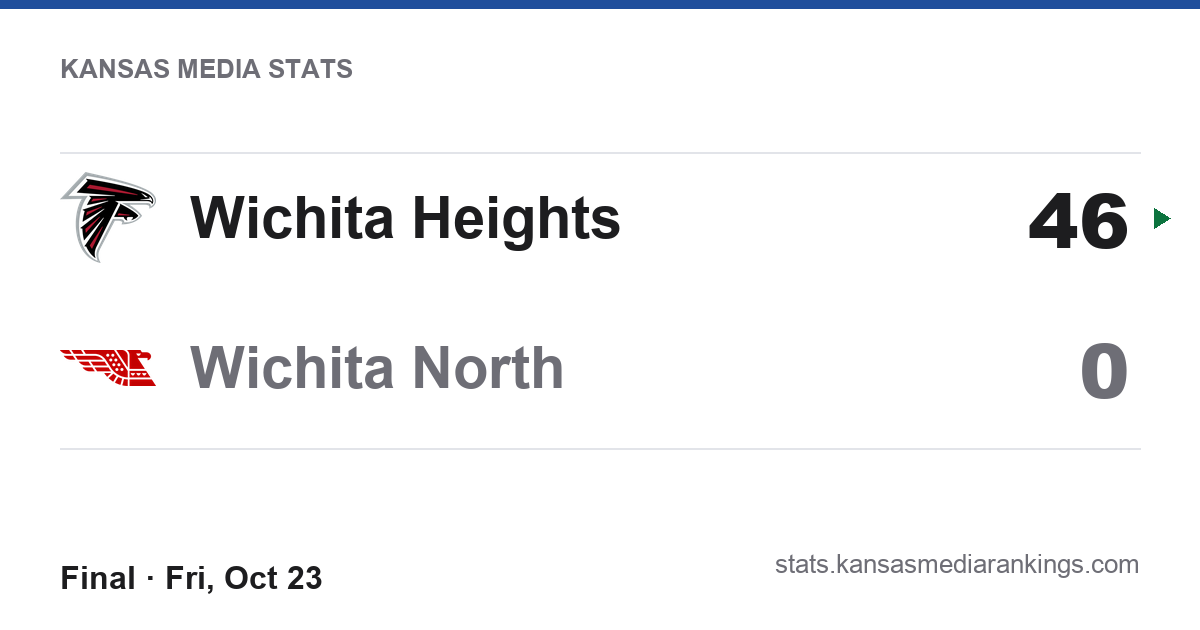 KANSAS MEDIA STATS
Wichita Heights 46
Wichita North 0
Final · Fri, Oct 23
stats.kansasmediarankings.com